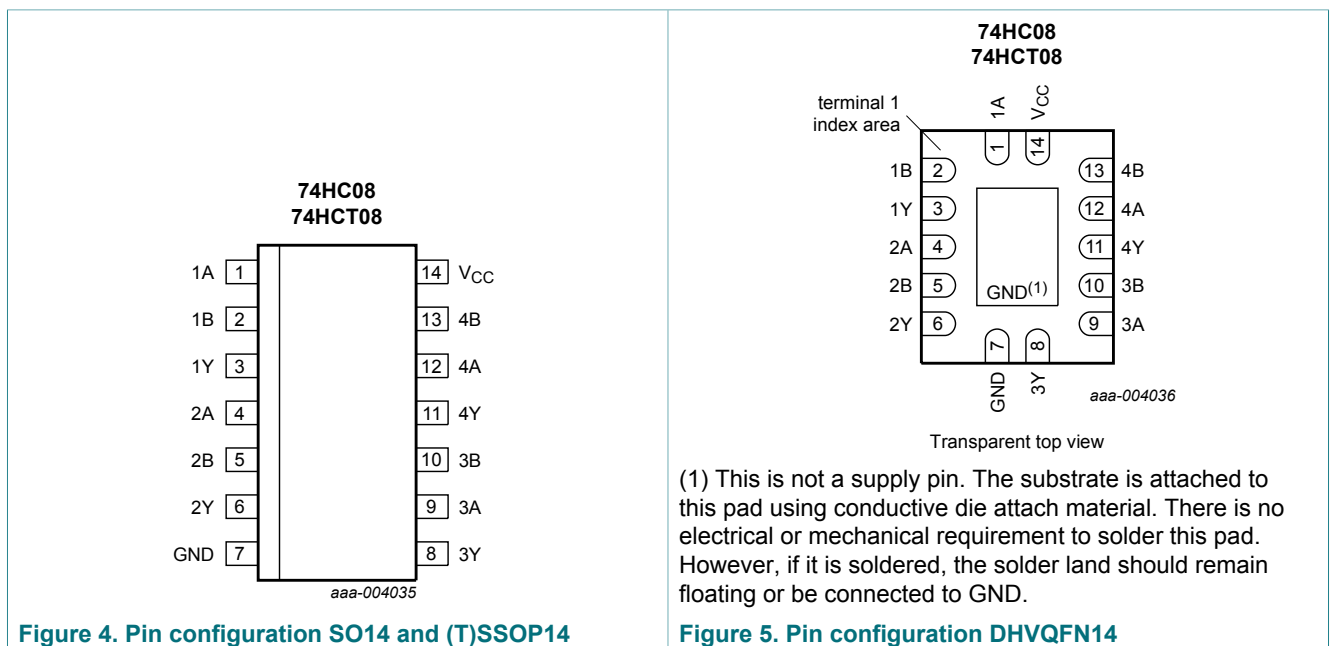 74HC08
74HCT08
1A 1
1B 2
1Y 3
2A 4
2B 5
2Y 6
GND 7
14 VCC
13 4B
12 4A
11 4Y
10 3B
9 3A
8 3Y
aaa-004035
Figure 4. Pin configuration SO14 and (T)SSOP14
74HC08
74HCT08
terminal 1
index area
1A
VCC
1
14
1B 2
1Y 3
2A 4
2B 5
2Y 6
13 4B
12 4A
11 4Y
10 3B
9 3A
GND(1)
7
8
GND
3Y
aaa-004036
Transparent top view
(1) This is not a supply pin. The substrate is attached to
this pad using conductive die attach material. There is no
electrical or mechanical requirement to solder this pad.
However, if it is soldered, the solder land should remain
floating or be connected to GND.
Figure 5. Pin configuration DHVQFN14